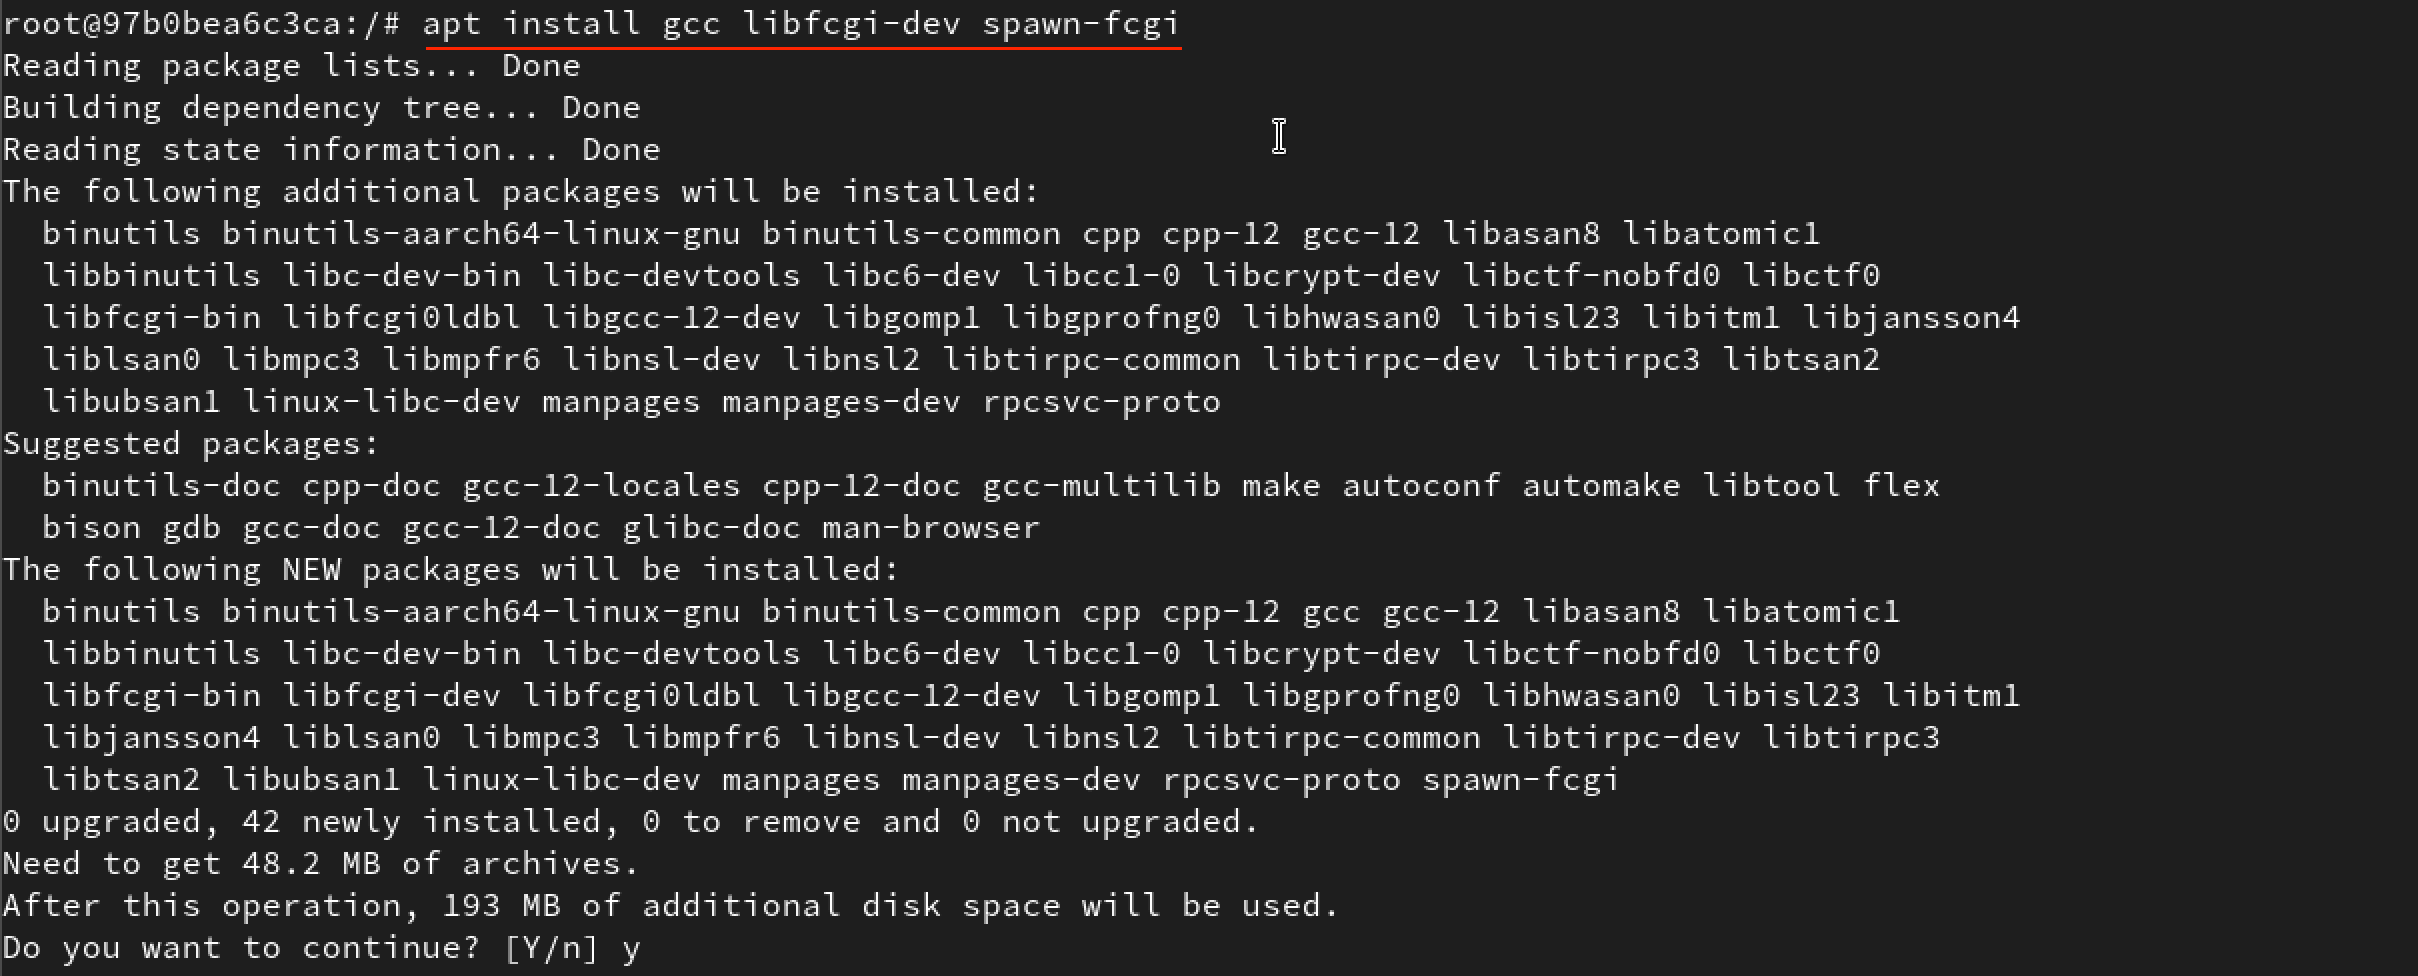 root@97b0bea6c3ca:/# apt install gcc libfcgi-dev spawn-fcgi
Reading package lists... Done
Building dependency tree... Done
Reading state information... Done
The following additional packages will be installed:
  binutils binutils-aarch64-linux-gnu binutils-common cpp cpp-12 gcc-12 libasan8 libatomic1
  libbinutils libc-dev-bin libc-devtools libc6-dev libcc1-0 libcrypt-dev libctf-nobfd0 libctf0
  libfcgi-bin libfcgi0ldbl libgcc-12-dev libgomp1 libgprofng0 libhwasan0 libisl23 libitm1 libjansson4
  liblsan0 libmpc3 libmpfr6 libnsl-dev libnsl2 libtirpc-common libtirpc-dev libtirpc3 libtsan2
  libubsan1 linux-libc-dev manpages manpages-dev rpcsvc-proto
Suggested packages:
  binutils-doc cpp-doc gcc-12-locales cpp-12-doc gcc-multilib make autoconf automake libtool flex
  bison gdb gcc-doc gcc-12-doc glibc-doc man-browser
The following NEW packages will be installed:
  binutils binutils-aarch64-linux-gnu binutils-common cpp cpp-12 gcc gcc-12 libasan8 libatomic1
  libbinutils libc-dev-bin libc-devtools libc6-dev libcc1-0 libcrypt-dev libctf-nobfd0 libctf0
  libfcgi-bin libfcgi-dev libfcgi0ldbl libgcc-12-dev libgomp1 libgprofng0 libhwasan0 libisl23 libitm1
  libjansson4 liblsan0 libmpc3 libmpfr6 libnsl-dev libnsl2 libtirpc-common libtirpc-dev libtirpc3
  libtsan2 libubsan1 linux-libc-dev manpages manpages-dev rpcsvc-proto spawn-fcgi
0 upgraded, 42 newly installed, 0 to remove and 0 not upgraded.
Need to get 48.2 MB of archives.
After this operation, 193 MB of additional disk space will be used.
Do you want to continue? [Y/n] y